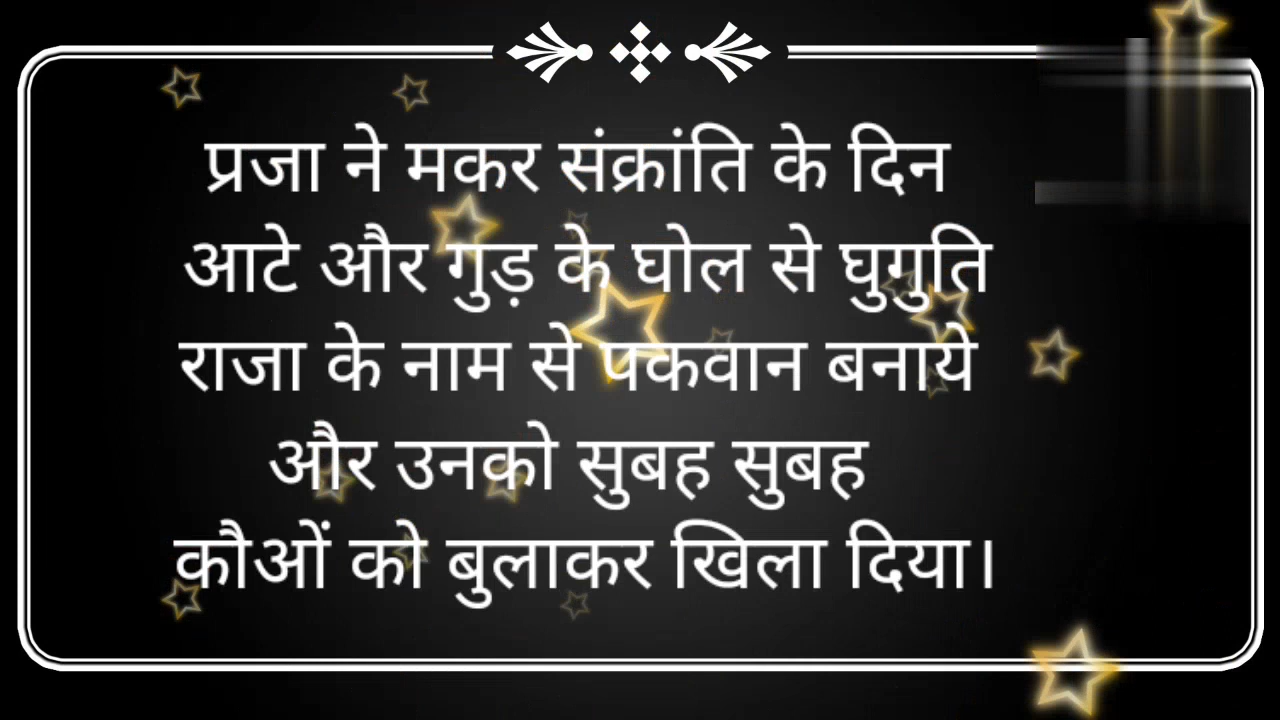 प्रजा ने मकर संक्रांति के दिन
आटे और गुड़ के घोल से घुगुति
राजा के नाम से पकवान बनाये
और उनको सुबह सुबह
कौओं को बुलाकर खिला दिया।